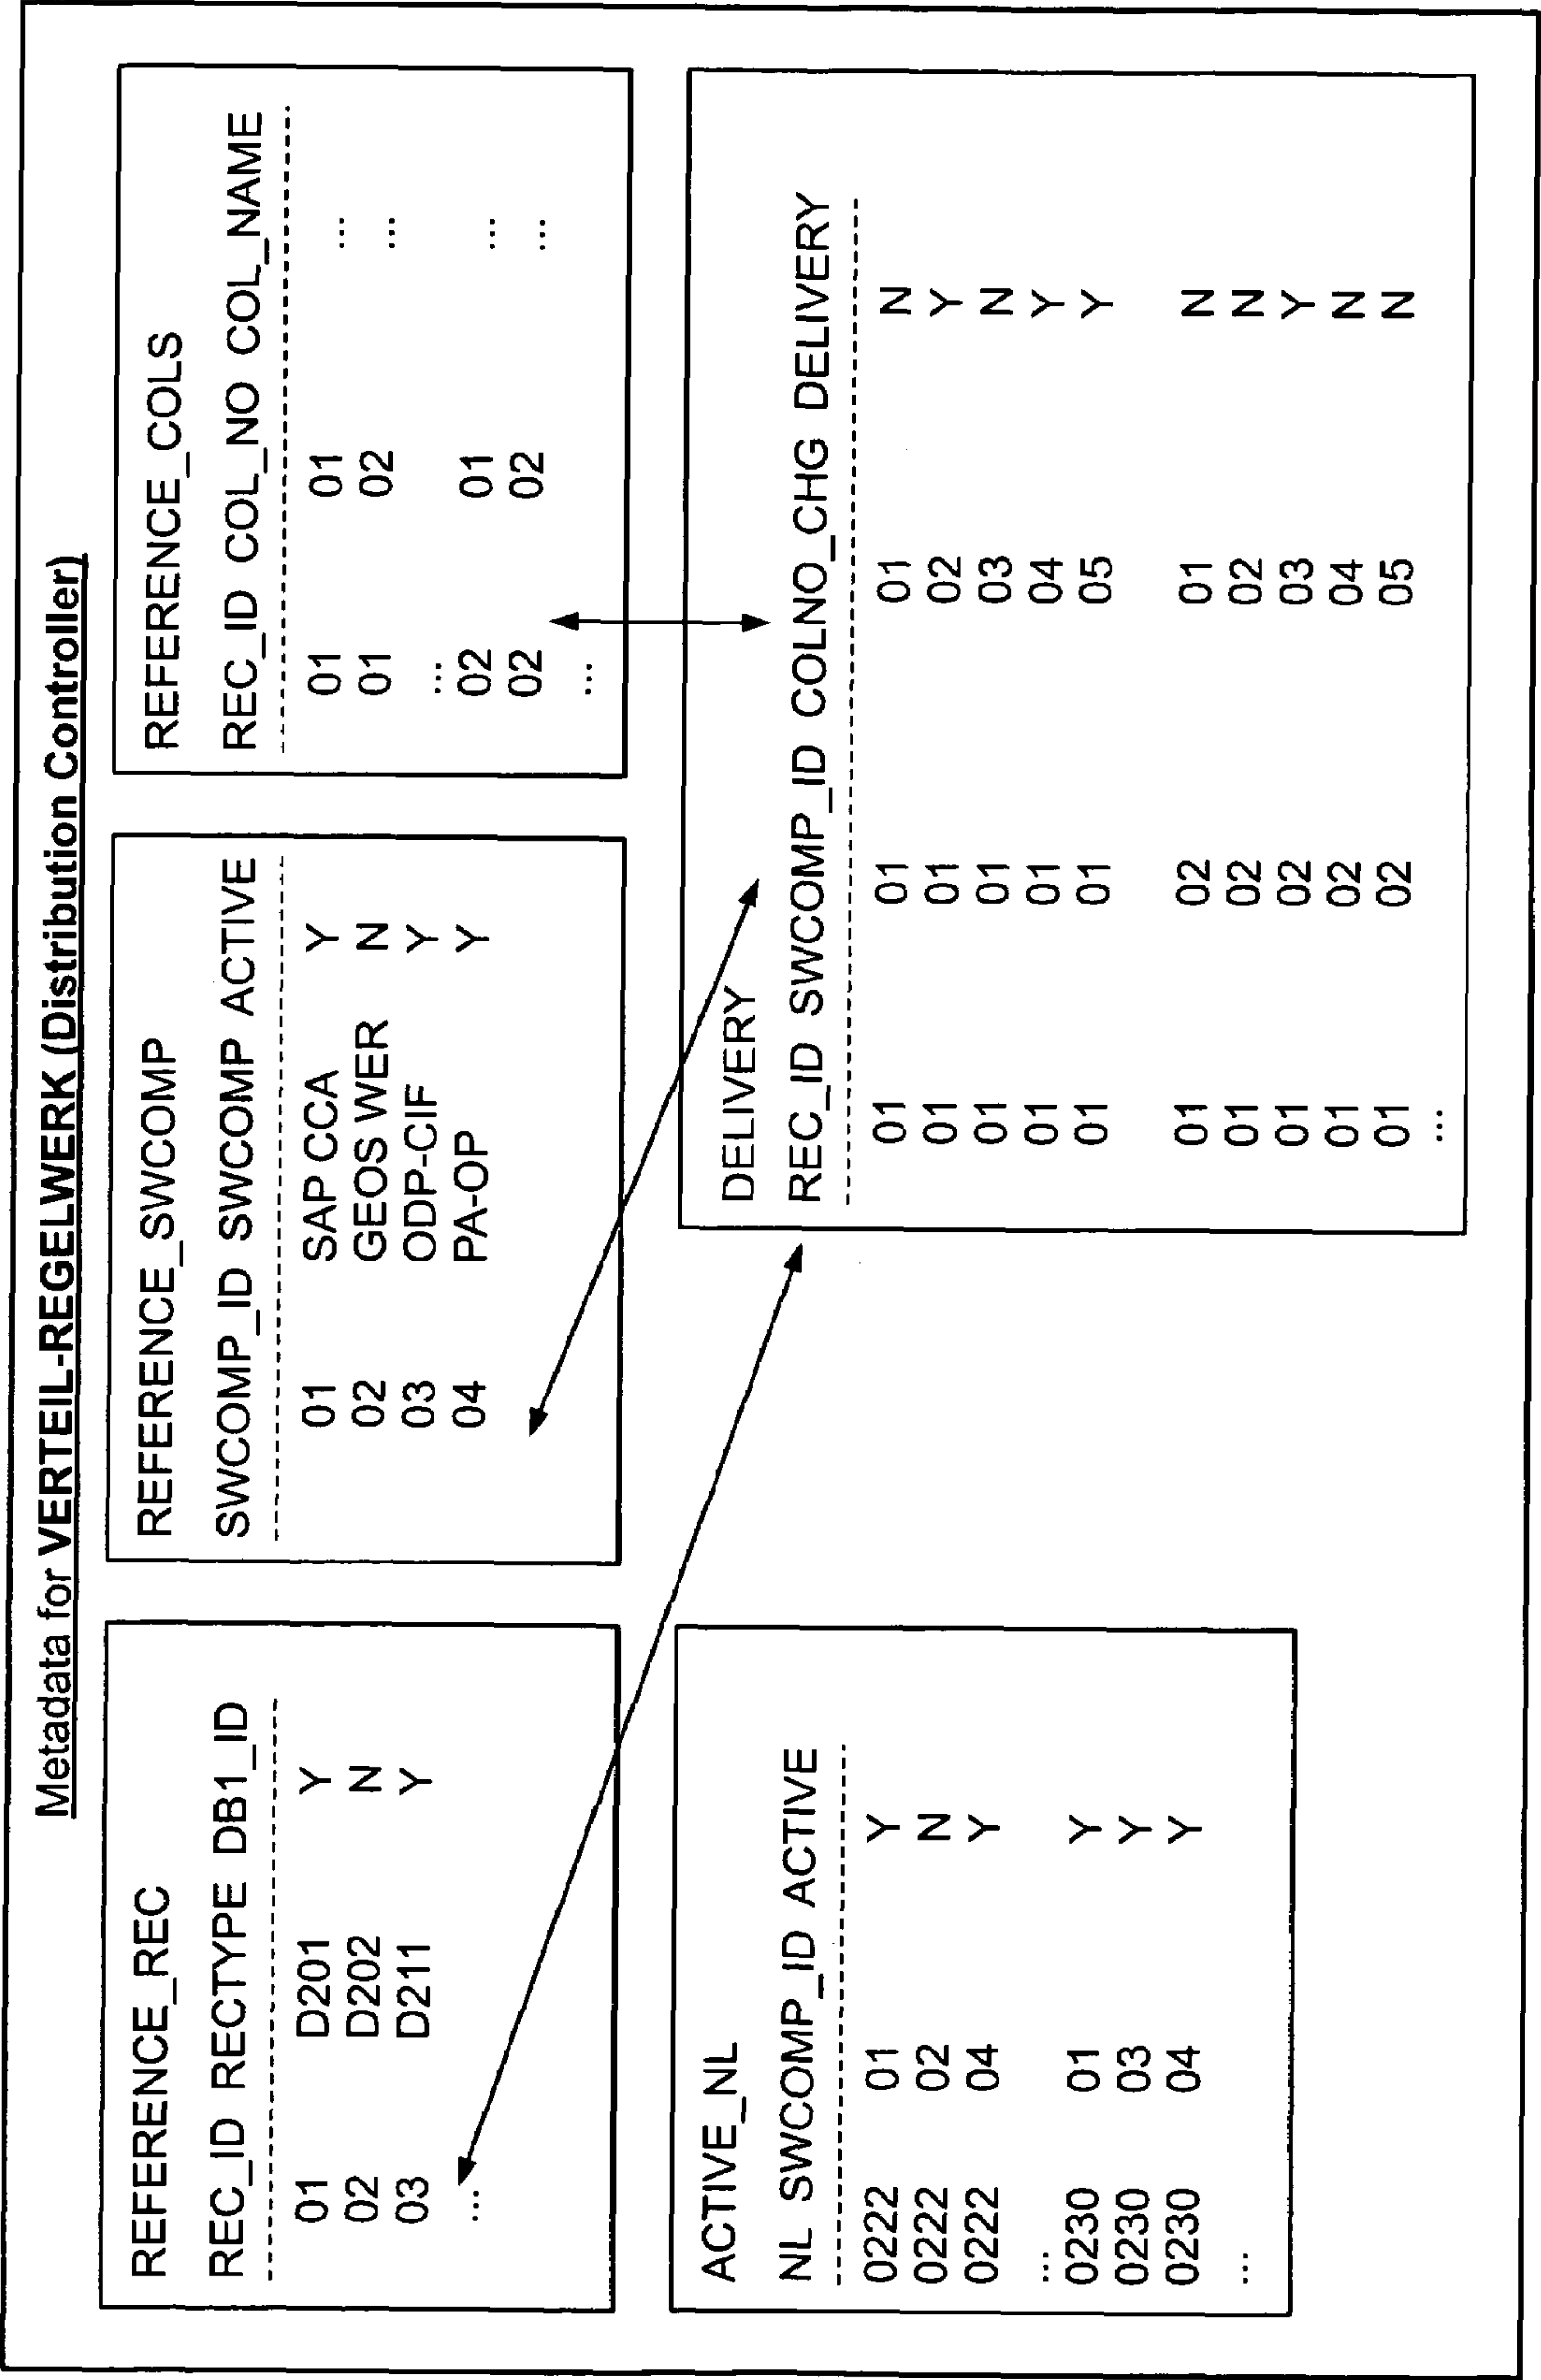 Metadata for VERTEIL-REGELWERK (Distribution Controller)
REFERENCE_REC
REC_ID RECTYPE DB1_ID
01 D201 Y
02 D202 N
03 D211 Y
...
REFERENCE_SWCOMP
SWCOMP_ID SWCOMP ACTIVE
01 SAP CCA Y
02 GEOS WER N
03 ODP-CIF Y
04 PA-OP Y
REFERENCE_COLS
REC_ID COL_NO COL_NAME
01 01 ...
01 02 ...
...
02 01 ...
02 02 ...
...
ACTIVE_NL
NL SWCOMP_ID ACTIVE
0222 01 Y
0222 02 N
0222 04 Y
...
0230 01 Y
0230 03 Y
0230 04 Y
...
DELIVERY
REC_ID SWCOMP_ID COLNO_CHG DELIVERY
01 01 01 N
01 01 02 Y
01 01 03 N
01 01 04 Y
01 01 05 Y
01 02 01 N
01 02 02 N
01 02 03 Y
01 02 04 N
01 02 05 N
...